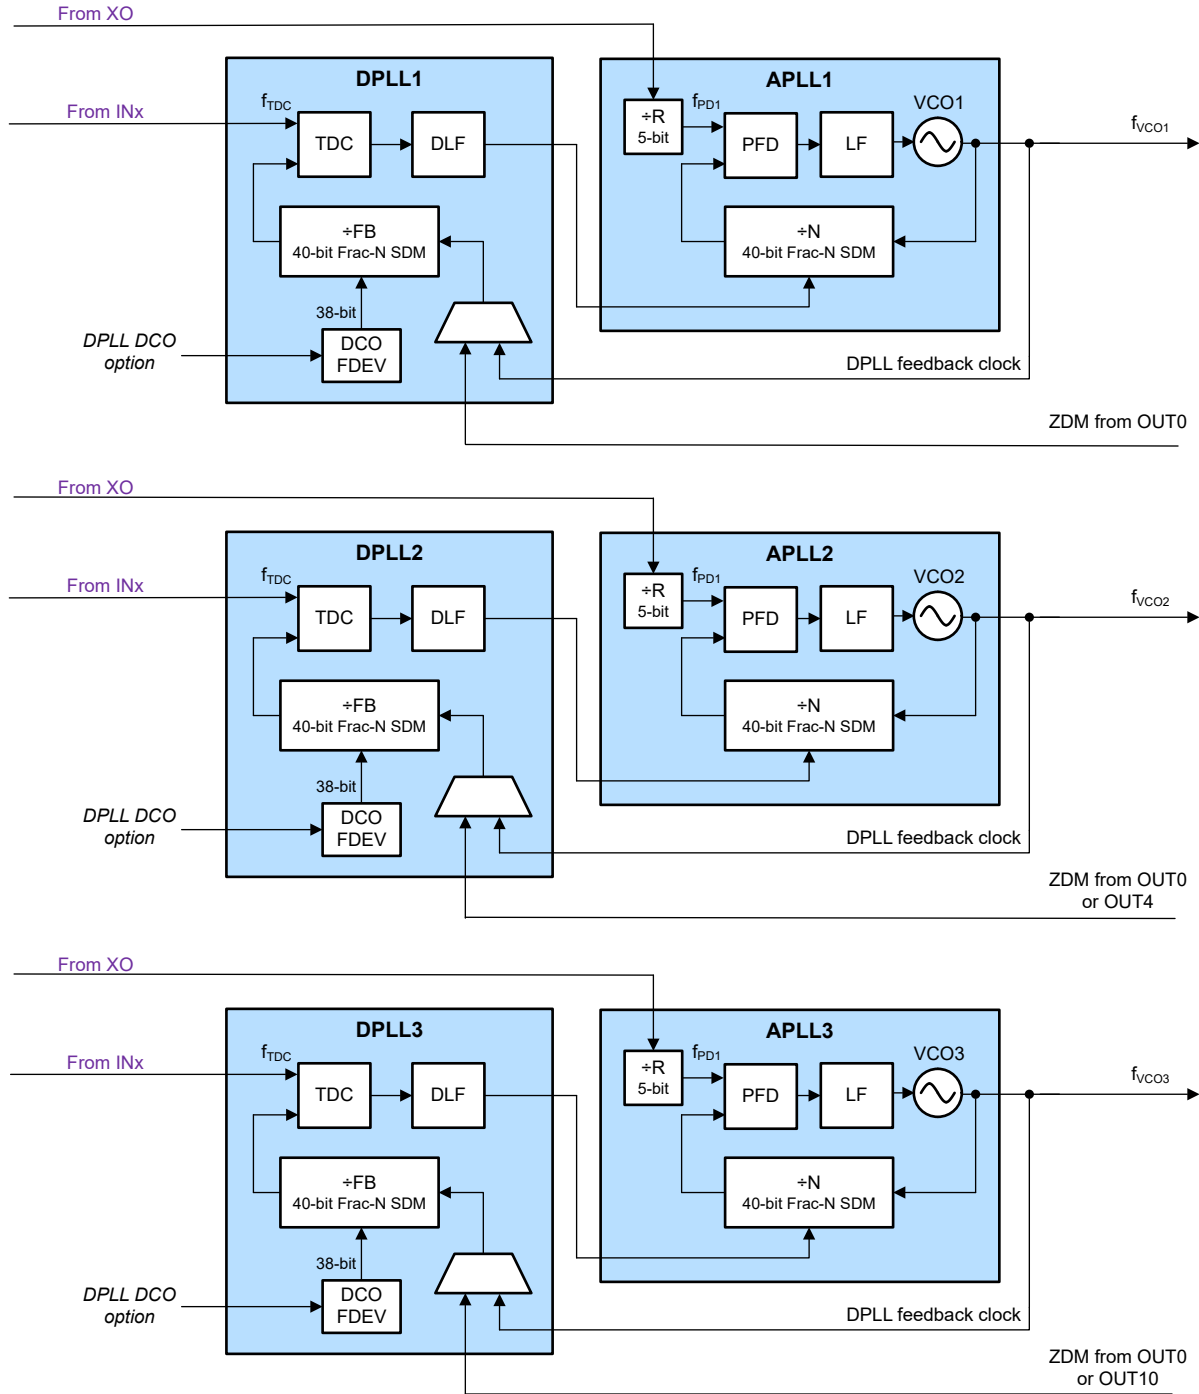 From XO
DPLL1
APLL1
From INx
fTDC
TDC
DLF
÷R
5-bit
fPD1
PFD
LF
VCO1
fVCO1
÷FB
40-bit Frac-N SDM
÷N
40-bit Frac-N SDM
38-bit
DPLL DCO
option
DCO
FDEV
DPLL feedback clock
ZDM from OUT0
From XO
DPLL2
APLL2
From INx
fTDC
TDC
DLF
÷R
5-bit
fPD1
PFD
LF
VCO2
fVCO2
÷FB
40-bit Frac-N SDM
÷N
40-bit Frac-N SDM
38-bit
DPLL DCO
option
DCO
FDEV
DPLL feedback clock
ZDM from OUT0
or OUT4
From XO
DPLL3
APLL3
From INx
fTDC
TDC
DLF
÷R
5-bit
fPD1
PFD
LF
VCO3
fVCO3
÷FB
40-bit Frac-N SDM
÷N
40-bit Frac-N SDM
38-bit
DPLL DCO
option
DCO
FDEV
DPLL feedback clock
ZDM from OUT0
or OUT10